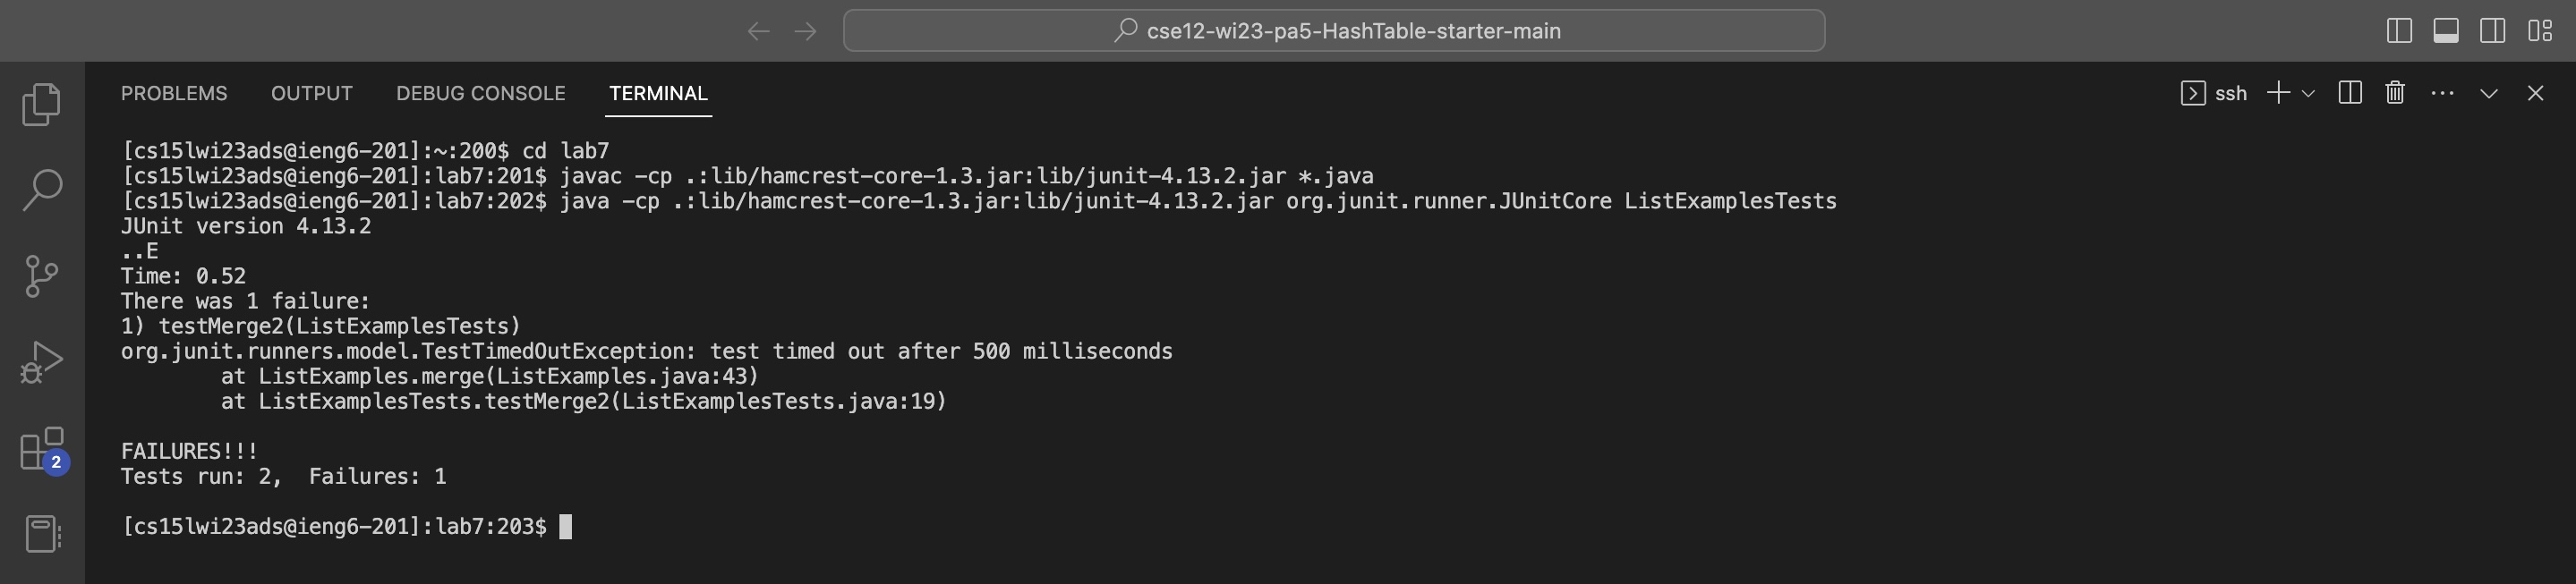 cse12-wi23-pa5-HashTable-starter-main
PROBLEMS OUTPUT DEBUG CONSOLE TERMINAL ssh
[cs15lwi23ads@ieng6-201]:~:200$ cd lab7
[cs15lwi23ads@ieng6-201]:lab7:201$ javac -cp .:lib/hamcrest-core-1.3.jar:lib/junit-4.13.2.jar *.java
[cs15lwi23ads@ieng6-201]:lab7:202$ java -cp .:lib/hamcrest-core-1.3.jar:lib/junit-4.13.2.jar org.junit.runner.JUnitCore ListExamplesTests
JUnit version 4.13.2
..E
Time: 0.52
There was 1 failure:
1) testMerge2(ListExamplesTests)
org.junit.runners.model.TestTimedOutException: test timed out after 500 milliseconds
at ListExamples.merge(ListExamples.java:43)
at ListExamplesTests.testMerge2(ListExamplesTests.java:19)
FAILURES!!!
Tests run: 2,  Failures: 1
[cs15lwi23ads@ieng6-201]:lab7:203$
2